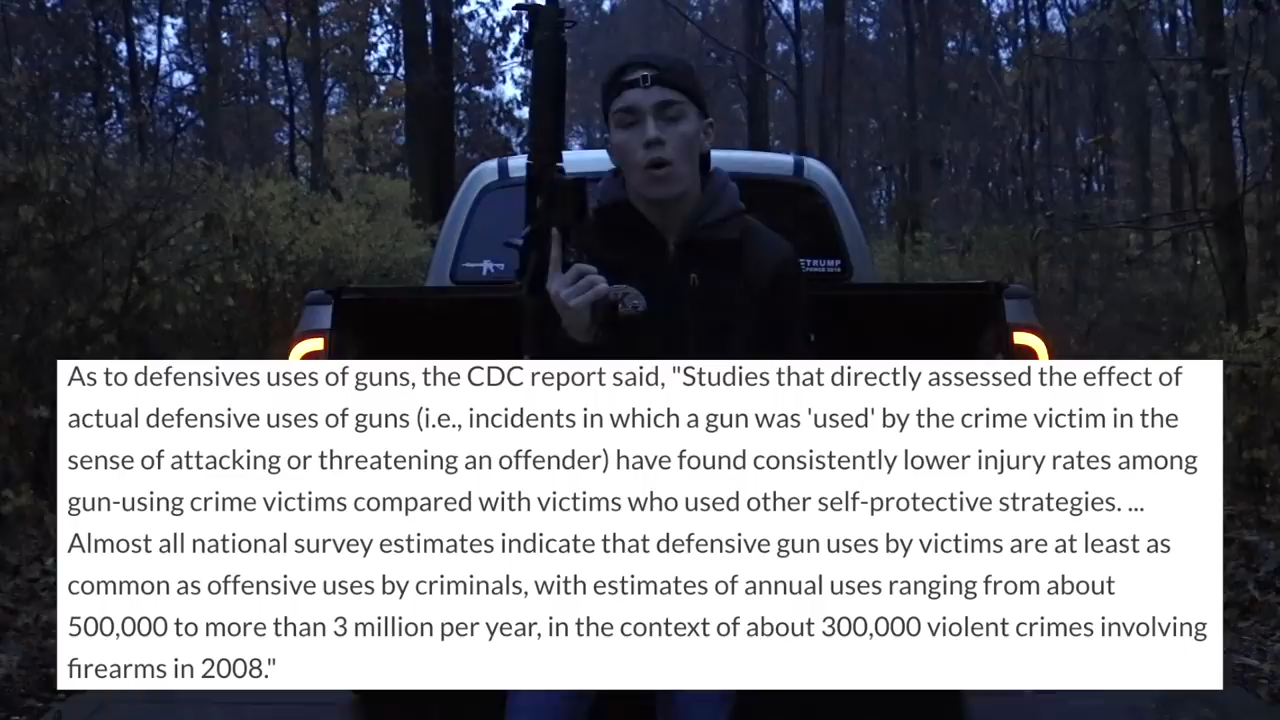 TRUMP
As to defensives uses of guns, the CDC report said, "Studies that directly assessed the effect of
actual defensive uses of guns (i.e., incidents in which a gun was 'used' by the crime victim in the
sense of attacking or threatening an offender) have found consistently lower injury rates among
gun-using crime victims compared with victims who used other self-protective strategies. ...
Almost all national survey estimates indicate that defensive gun uses by victims are at least as
common as offensive uses by criminals, with estimates of annual uses ranging from about
500,000 to more than 3 million per year, in the context of about 300,000 violent crimes involving
firearms in 2008."